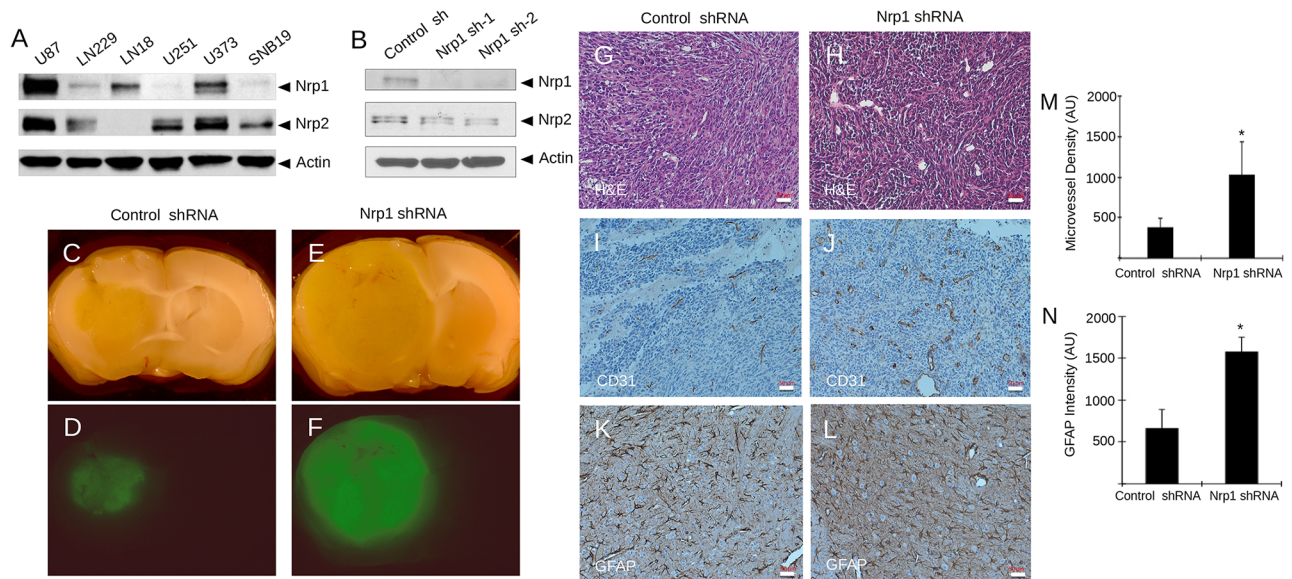 A
U87 LN229 LN18 U251 U373 SNB19
Nrp1
Nrp2
Actin
B
Control sh Nrp1 sh-1 Nrp1 sh-2
Nrp1
Nrp2
Actin
Control shRNA Nrp1 shRNA
C E
D F
Control shRNA Nrp1 shRNA
G H
H&E H&E
I J
CD31 CD31
K L
GFAP GFAP
M
Microvessel Density (AU)
2000
1500
1000
500
*
Control shRNA Nrp1 shRNA
N
GFAP Intensity (AU)
2000
1500
1000
500
*
Control shRNA Nrp1 shRNA